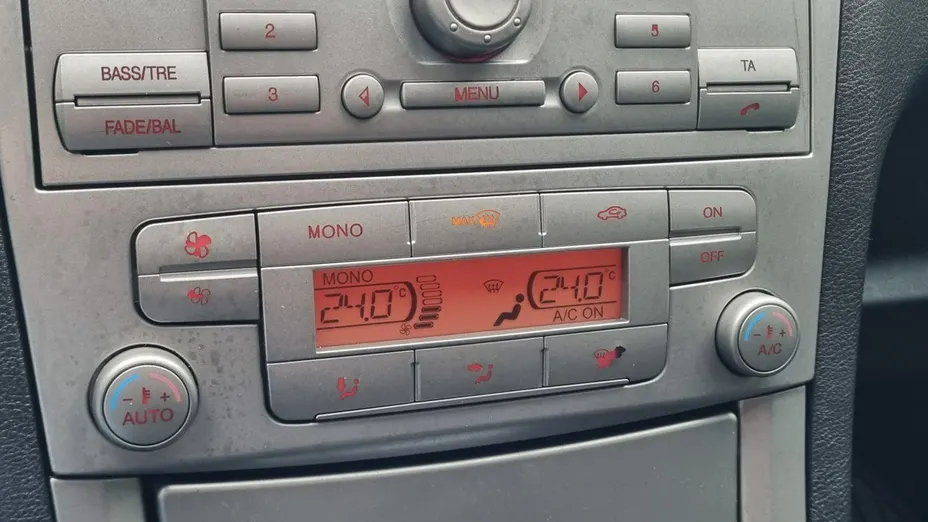 2
5
BASS/TRE
3
MENU
6
TA
FADE/BAL
MONO
MAX
ON
OFF
MONO
24.0°C
24.0°C
A/C ON
- +
AUTO
- +
A/C